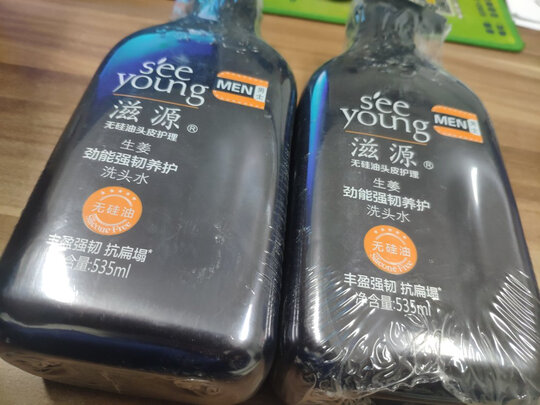 see
young
MEN 男士
滋源®
无硅油头皮护理
生姜
劲能强韧养护
洗头水
无硅油
Silicone Free
丰盈强韧 抗扁塌*
净含量:535ml
see
young
MEN
滋源®
无硅油头皮护理
生姜
劲能强韧养护
洗头水
无硅油
Silicone Free
丰盈强韧 抗扁塌*
净含量:535ml